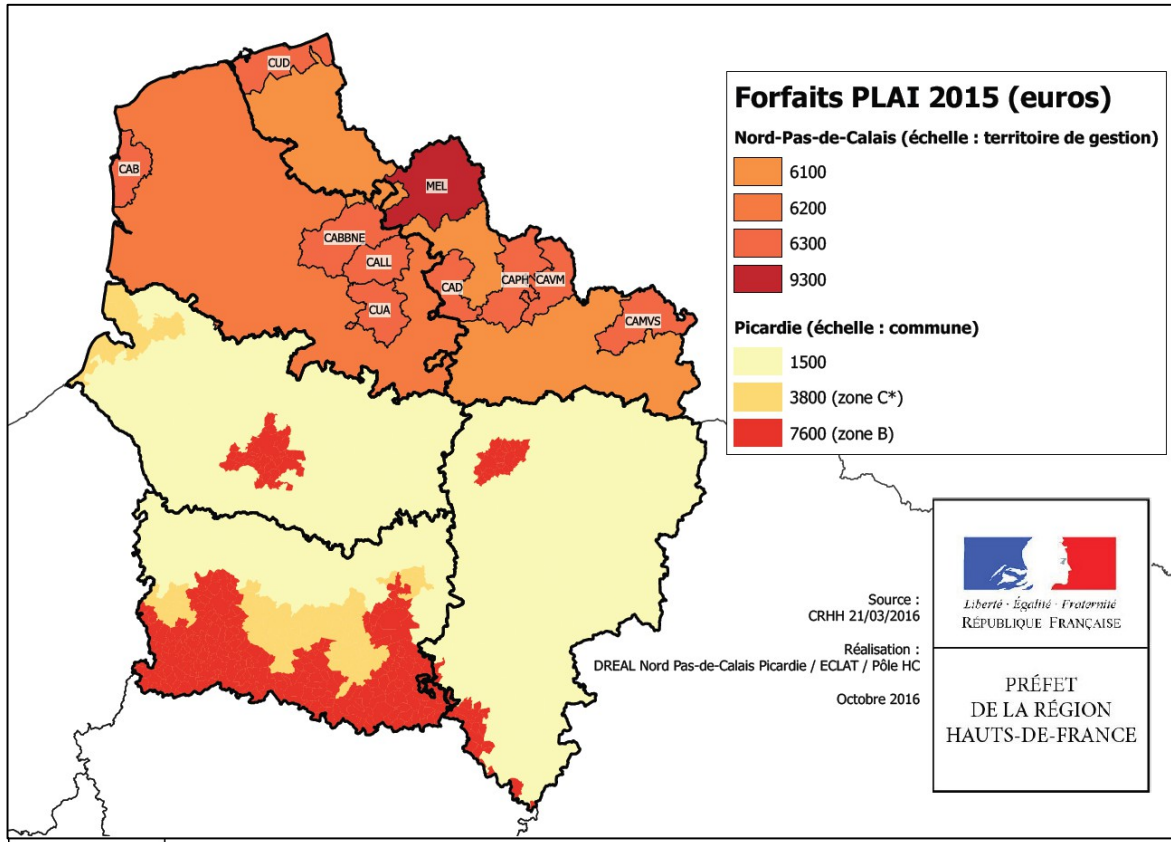 CUD
CAB
MEL
CABBNE
CALL
CAD
CAPH
CAVM
CUA
CAMVS
Forfaits PLAI 2015 (euros)
Nord-Pas-de-Calais (échelle : territoire de gestion)
6100
6200
6300
9300
Picardie (échelle : commune)
1500
3800 (zone C*)
7600 (zone B)
Source :
CRHH 21/03/2016
Réalisation :
DREAL Nord Pas-de-Calais Picardie / ECLAT / Pôle HC
Octobre 2016
Liberté · Égalité · Fraternité
RÉPUBLIQUE FRANÇAISE
PRÉFET
DE LA RÉGION
HAUTS-DE-FRANCE